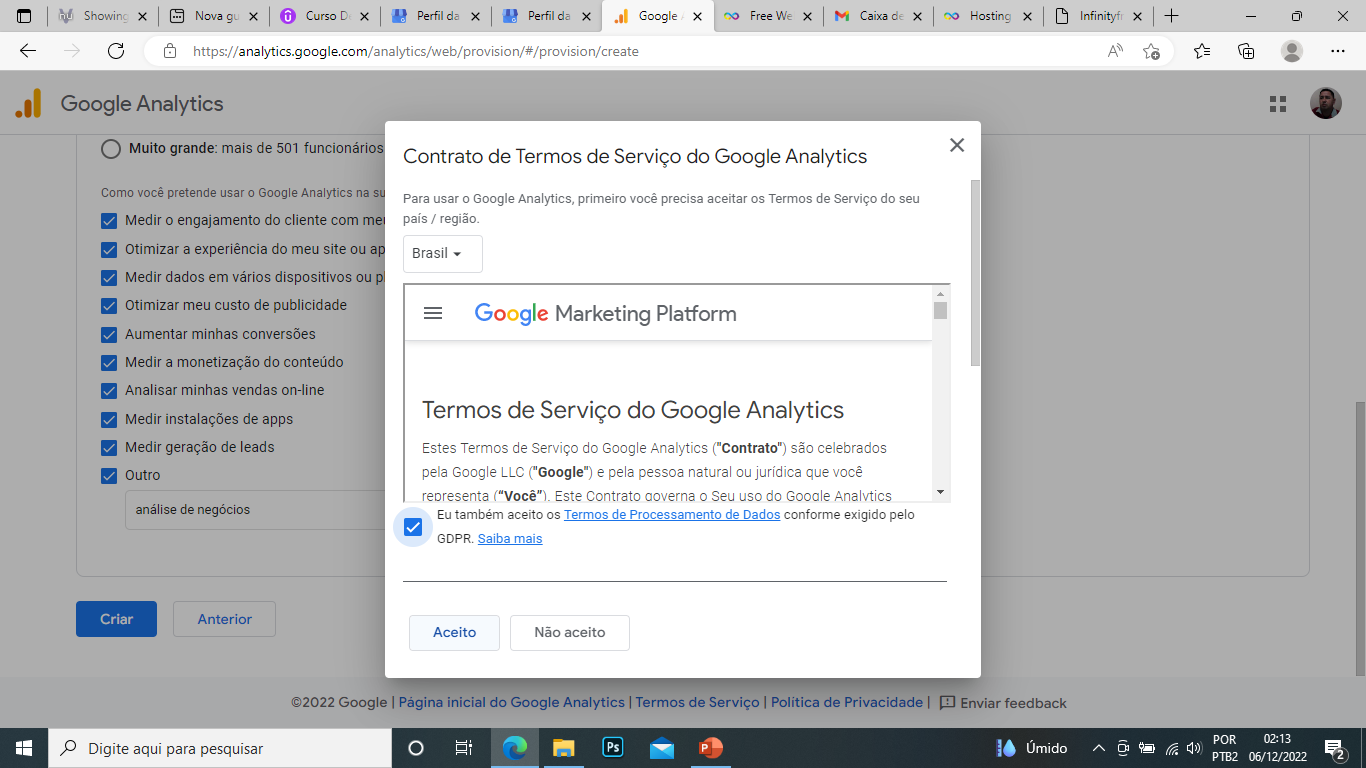 Showing
Nova gu
Curso D
Perfil da
Perfil da
Google A
Free We
Caixa de
Hosting
Infinityfr
https://analytics.google.com/analytics/web/provision/#/provision/create
Google Analytics
Muito grande: mais de 501 funcionários
Como você pretende usar o Google Analytics na su
Medir o engajamento do cliente com meu
Otimizar a experiência do meu site ou ap
Medir dados em vários dispositivos ou pl
Otimizar meu custo de publicidade
Aumentar minhas conversões
Medir a monetização do conteúdo
Analisar minhas vendas on-line
Medir instalações de apps
Medir geração de leads
Outro
análise de negócios
Criar
Anterior
Contrato de Termos de Serviço do Google Analytics
Para usar o Google Analytics, primeiro você precisa aceitar os Termos de Serviço do seu
país / região.
Brasil
Google Marketing Platform
Termos de Serviço do Google Analytics
Estes Termos de Serviço do Google Analytics ("Contrato") são celebrados
pela Google LLC ("Google") e pela pessoa natural ou jurídica que você
representa (“Você”). Este Contrato governa o Seu uso do Google Analytics
Eu também aceito os Termos de Processamento de Dados conforme exigido pelo
GDPR. Saiba mais
Aceito
Não aceito
©2022 Google | Página inicial do Google Analytics | Termos de Serviço | Política de Privacidade | Enviar feedback
Digite aqui para pesquisar
Ps
Úmido
POR
PTB2
02:13
06/12/2022
2